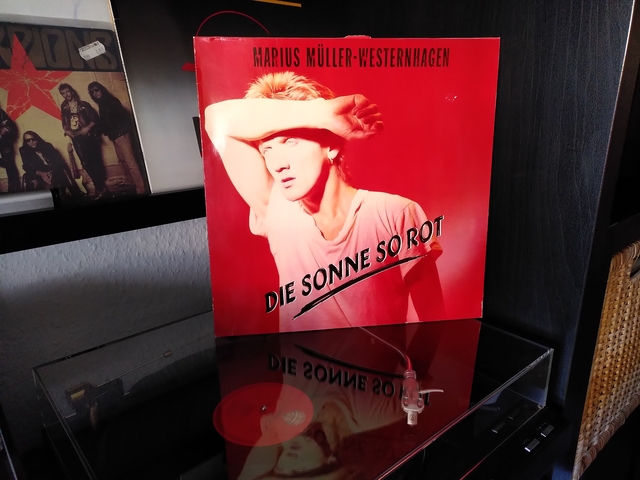 MARIUS MÜLLER-WESTERNHAGEN
DIE SONNE SO ROT